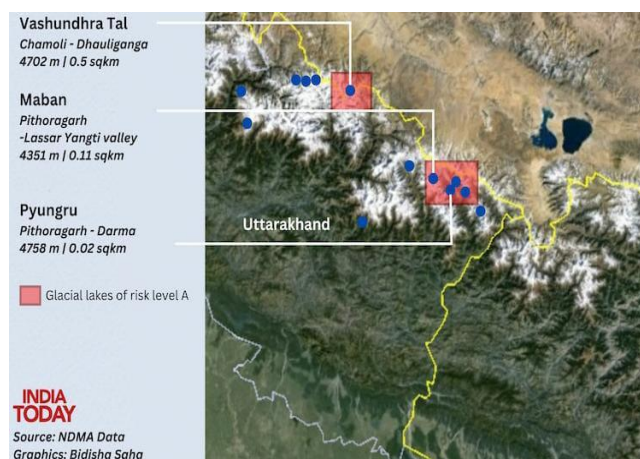 Vashundhra Tal
Chamoli - Dhauliganga
4702 m | 0.5 sqkm
Maban
Pithoragarh
-Lassar Yangti valley
4351 m | 0.11 sqkm
Pyungru
Pithoragarh - Darma
4758 m | 0.02 sqkm
Glacial lakes of risk level A
Uttarakhand
INDIA
TODAY
Source: NDMA Data
Graphics: Bidisha Saha